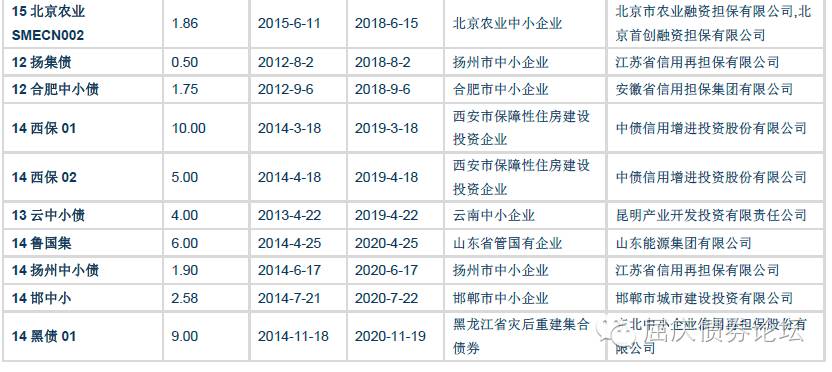 15 北京农业 1.86 2015-6-11 2018-6-15 北京农业中小企业 北京市农业融资担保有限公司,北
SMECN002 京首创融资担保有限公司
12 扬集债 0.50 2012-8-2 2018-8-2 扬州市中小企业 江苏省信用再担保有限公司
12 合肥中小债 1.75 2012-9-6 2018-9-6 合肥市中小企业 安徽省信用担保集团有限公司
14 西保 01 10.00 2014-3-18 2019-3-18 西安市保障性住房建设 中债信用增进投资股份有限公司
投资企业
14 西保 02 5.00 2014-4-18 2019-4-18 西安市保障性住房建设 中债信用增进投资股份有限公司
投资企业
13 云中小债 4.00 2013-4-22 2019-4-22 云南中小企业 昆明产业开发投资有限责任公司
14 鲁国集 6.00 2014-4-25 2020-4-25 山东省管国有企业 山东能源集团有限公司
14 扬州中小债 1.90 2014-6-17 2020-6-17 扬州市中小企业 江苏省信用再担保有限公司
14 邯中小 2.58 2014-7-21 2020-7-22 邯郸市中小企业 邯郸市城市建设投资有限公司
14 黑债 01 9.00 2014-11-18 2020-11-19 黑龙江省灾后重建集合 北中小企业信用再担保股份有
债券 限公司
屈庆债券论坛